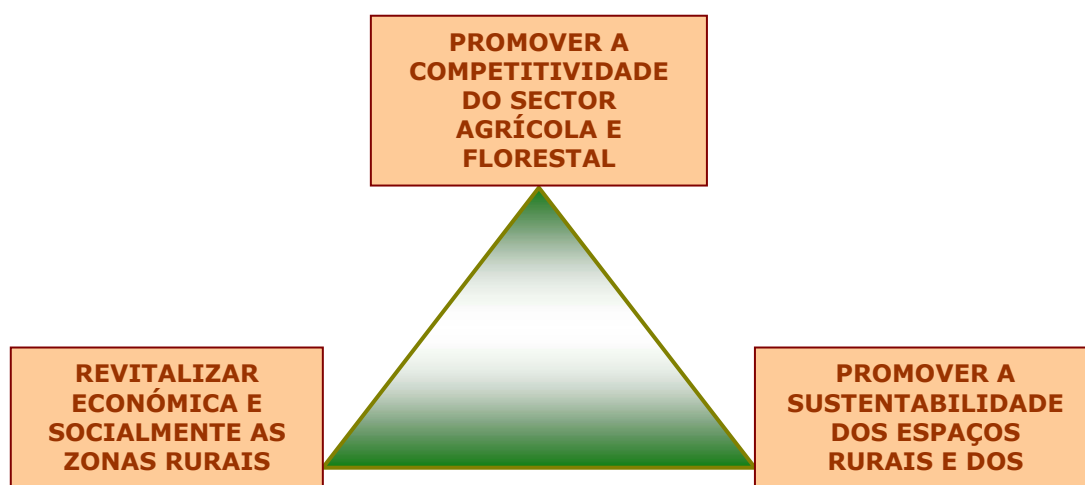 PROMOVER A
COMPETITIVIDADE
DO SECTOR
AGRÍCOLA E
FLORESTAL
REVITALIZAR
ECONÓMICA E
SOCIALMENTE AS
ZONAS RURAIS
PROMOVER A
SUSTENTABILIDADE
DOS ESPAÇOS
RURAIS E DOS